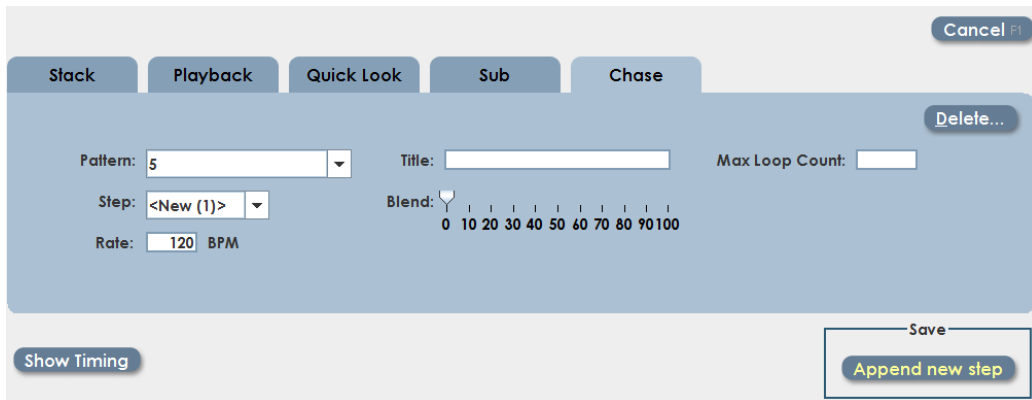 Cancel F1
Stack Playback Quick Look Sub Chase
Delete...
Pattern: 5 Title: Max Loop Count:
Step: <New (1)> Blend:
0 10 20 30 40 50 60 70 80 90 100
Rate: 120 BPM
Save
Show Timing Append new step